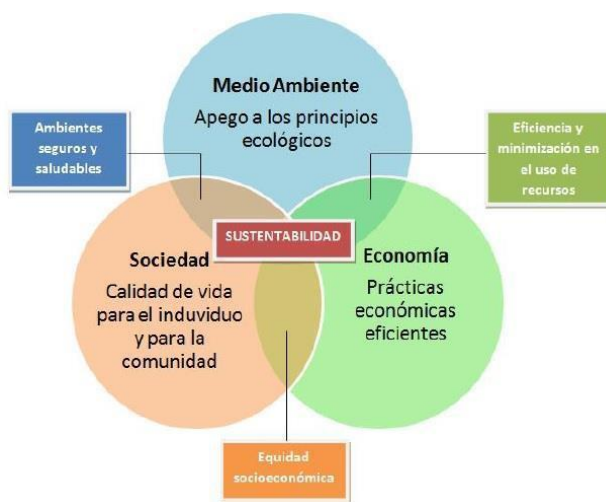 Medio Ambiente
Apego a los principios
ecológicos
Ambientes
seguros y
saludables
Eficiencia y
minimización en
el uso de
recursos
SUSTENTABILIDAD
Sociedad
Calidad de vida
para el induviduo
y para la
comunidad
Economía
Prácticas
económicas
eficientes
Equidad
socioeconómica